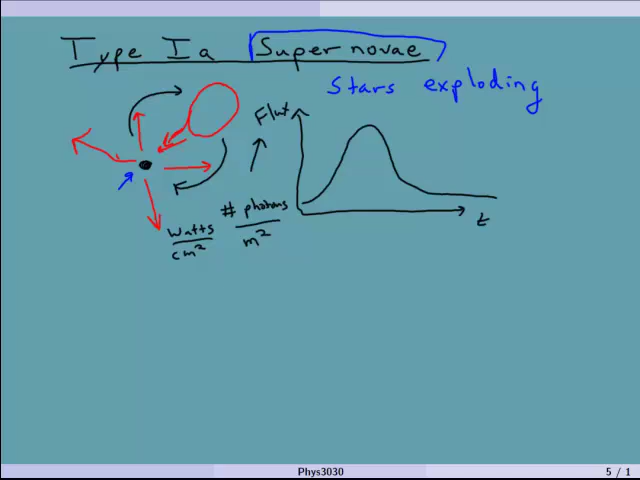 Type Ia Supernovae
Stars exploding
Flux
# photons
m²
Watts
cm²
t
Phys3030
5 / 1